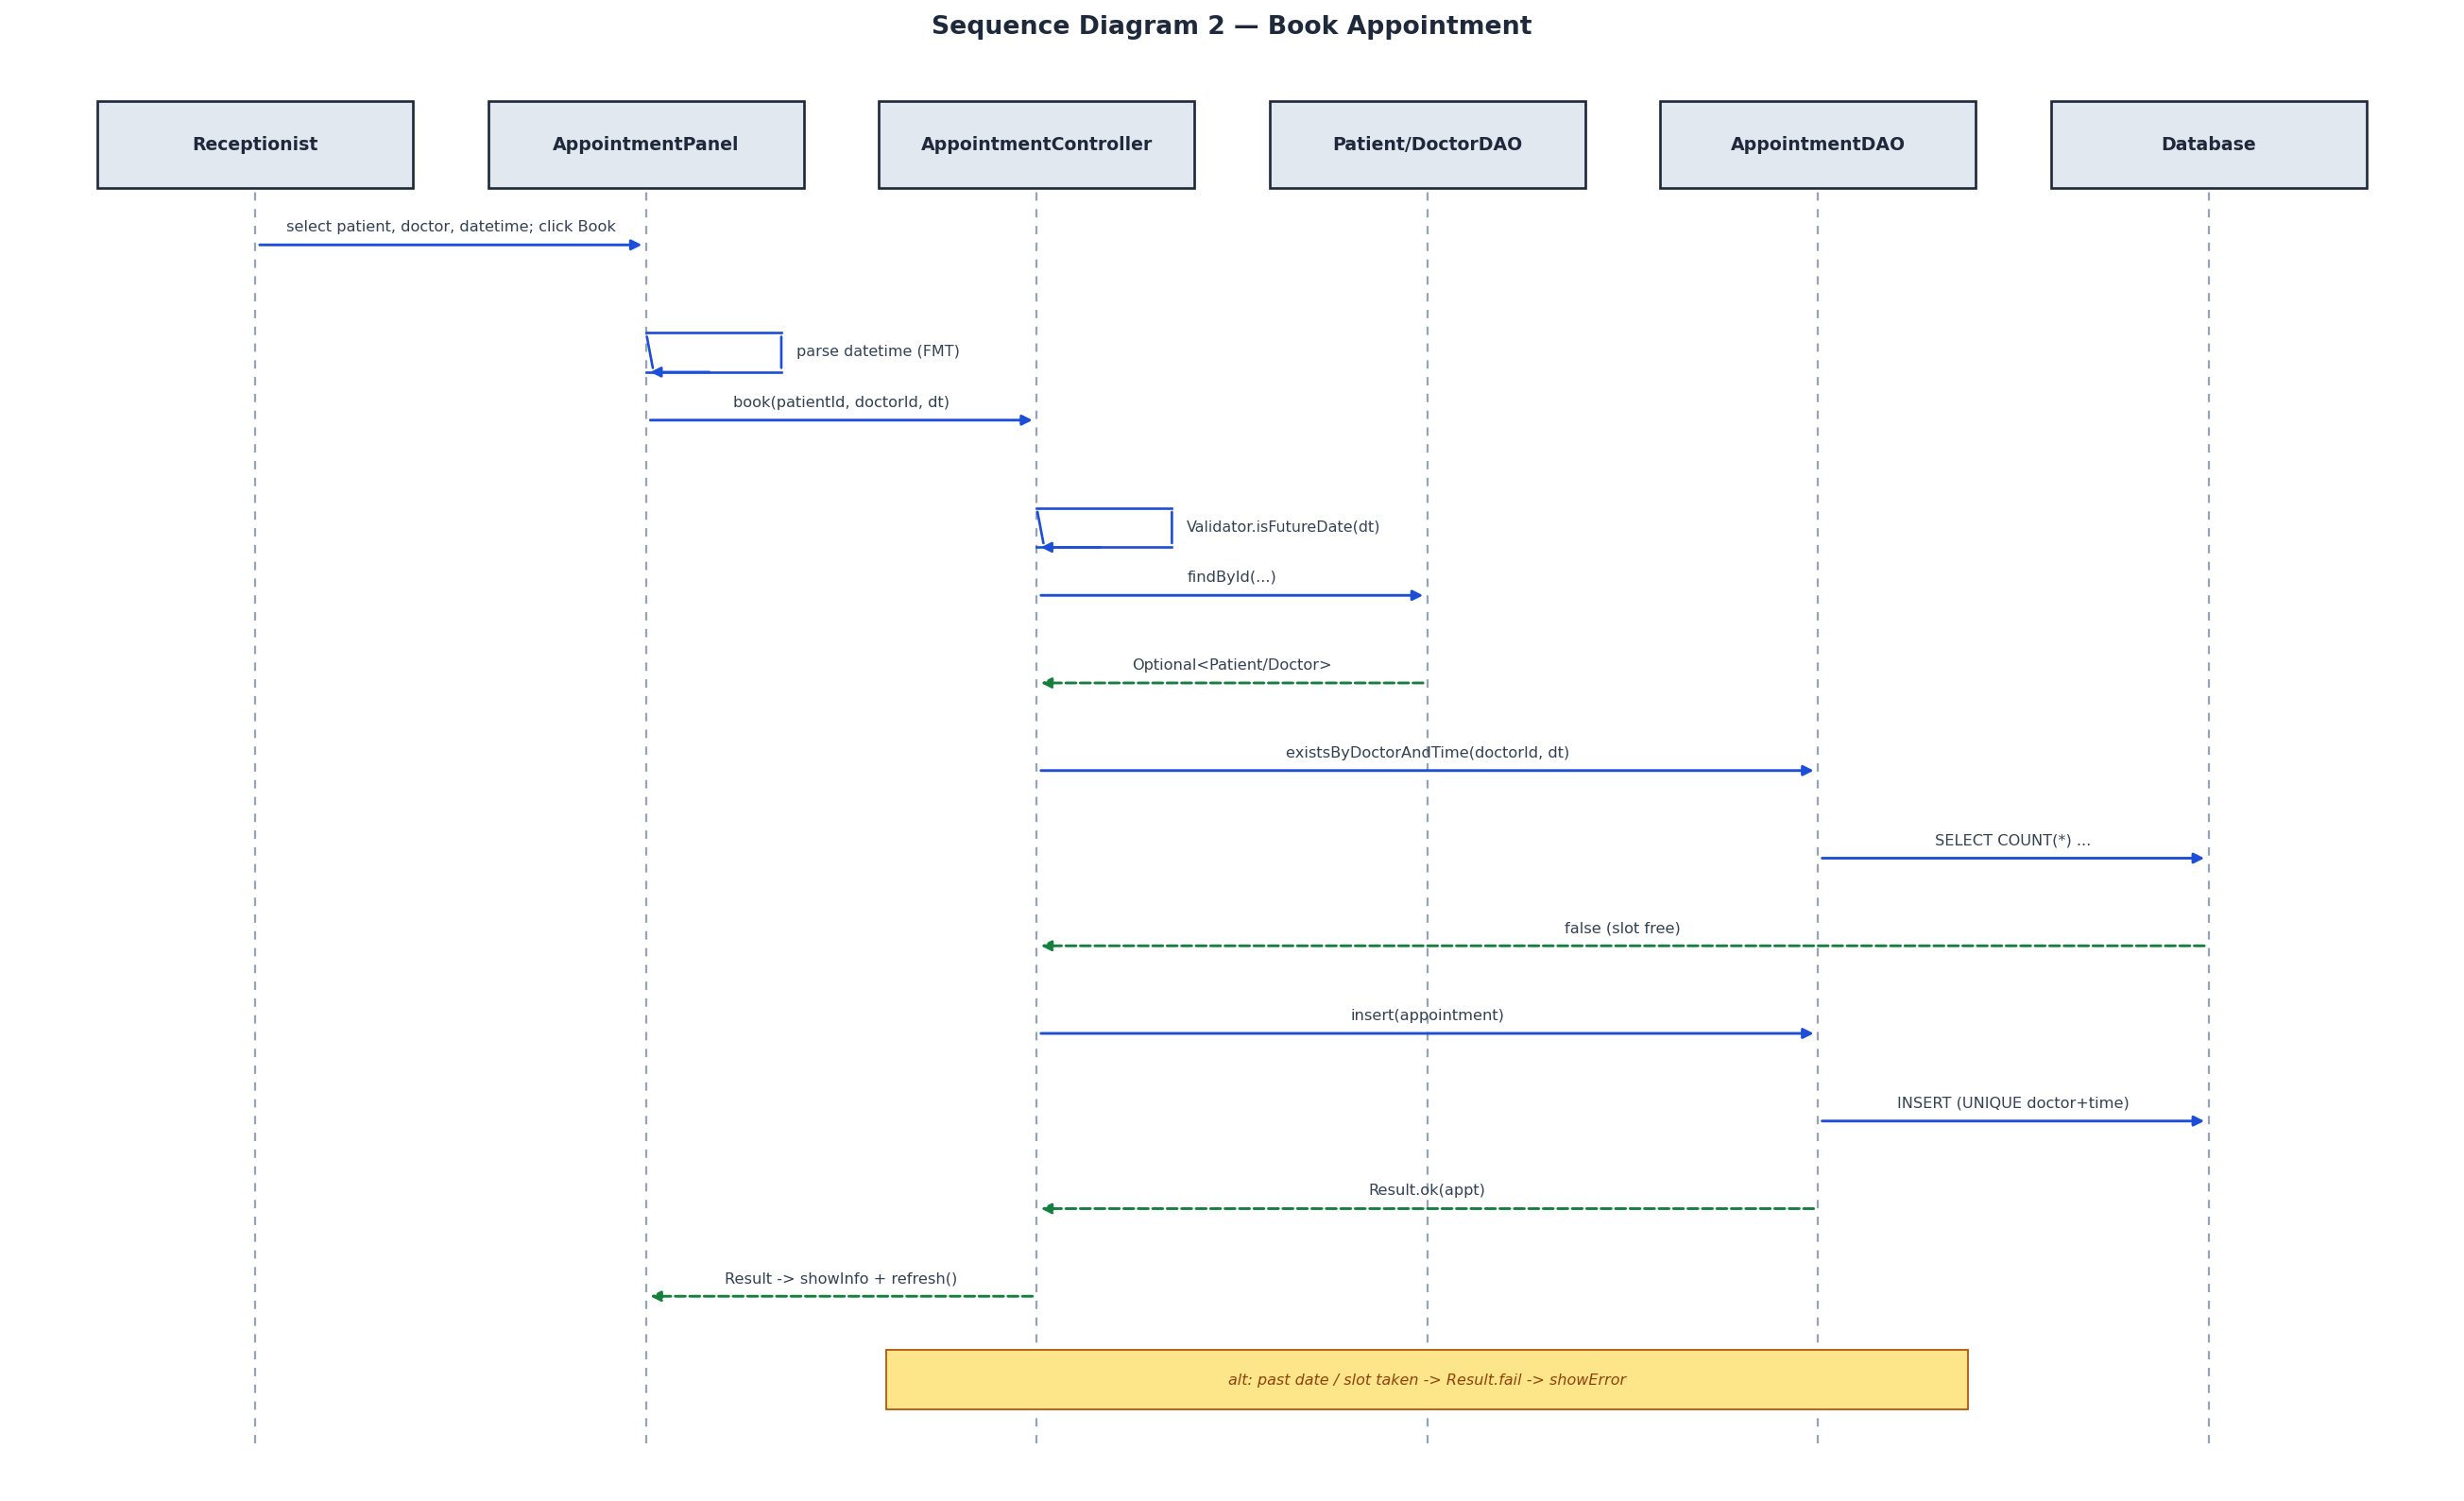 Sequence Diagram 2 — Book Appointment
Receptionist
AppointmentPanel
AppointmentController
Patient/DoctorDAO
AppointmentDAO
Database
select patient, doctor, datetime; click Book
parse datetime (FMT)
book(patientId, doctorId, dt)
Validator.isFutureDate(dt)
findById(...)
Optional<Patient/Doctor>
existsByDoctorAndTime(doctorId, dt)
SELECT COUNT(*) ...
false (slot free)
insert(appointment)
INSERT (UNIQUE doctor+time)
Result.ok(appt)
Result -> showInfo + refresh()
alt: past date / slot taken -> Result.fail -> showError